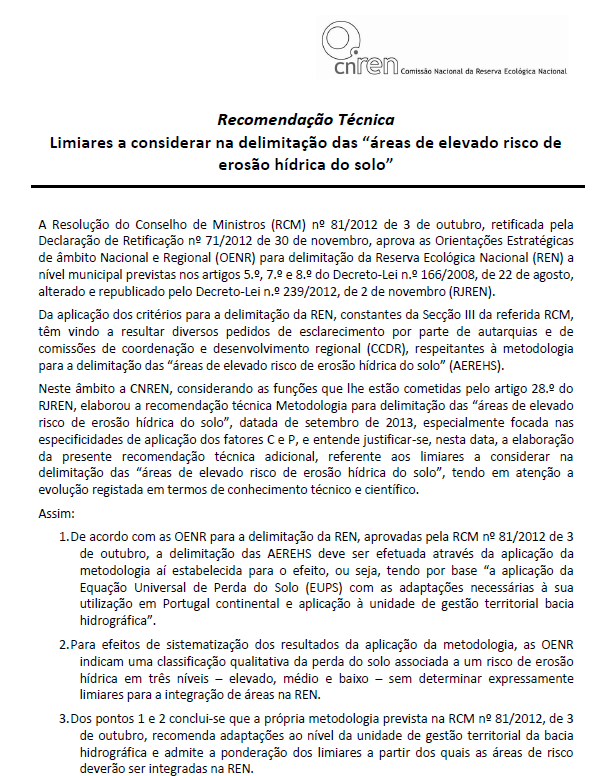 cnren Comissão Nacional da Reserva Ecológica Nacional
Recomendação Técnica
Limiares a considerar na delimitação das “áreas de elevado risco de
erosão hídrica do solo”
A Resolução do Conselho de Ministros (RCM) nº 81/2012 de 3 de outubro, retificada pela
Declaração de Retificação nº 71/2012 de 30 de novembro, aprova as Orientações Estratégicas
de âmbito Nacional e Regional (OENR) para delimitação da Reserva Ecológica Nacional (REN) a
nível municipal previstas nos artigos 5.º, 7.º e 8.º do Decreto-Lei n.º 166/2008, de 22 de agosto,
alterado e republicado pelo Decreto-Lei n.º 239/2012, de 2 de novembro (RJREN).
Da aplicação dos critérios para a delimitação da REN, constantes da Secção III da referida RCM,
têm vindo a resultar diversos pedidos de esclarecimento por parte de autarquias e de
comissões de coordenação e desenvolvimento regional (CCDR), respeitantes à metodologia
para a delimitação das “áreas de elevado risco de erosão hídrica do solo” (AEREHS).
Neste âmbito a CNREN, considerando as funções que lhe estão cometidas pelo artigo 28.º do
RJREN, elaborou a recomendação técnica Metodologia para delimitação das “áreas de elevado
risco de erosão hídrica do solo”, datada de setembro de 2013, especialmente focada nas
especificidades de aplicação dos fatores C e P, e entende justificar-se, nesta data, a elaboração
da presente recomendação técnica adicional, referente aos limiares a considerar na
delimitação das “áreas de elevado risco de erosão hídrica do solo”, tendo em atenção a
evolução registada em termos de conhecimento técnico e científico.
Assim:
1. De acordo com as OENR para a delimitação da REN, aprovadas pela RCM nº 81/2012 de 3
de outubro, a delimitação das AEREHS deve ser efetuada através da aplicação da
metodologia aí estabelecida para o efeito, ou seja, tendo por base “a aplicação da
Equação Universal de Perda do Solo (EUPS) com as adaptações necessárias à sua
utilização em Portugal continental e aplicação à unidade de gestão territorial bacia
hidrográfica”.
2. Para efeitos de sistematização dos resultados da aplicação da metodologia, as OENR
indicam uma classificação qualitativa da perda do solo associada a um risco de erosão
hídrica em três níveis – elevado, médio e baixo – sem determinar expressamente
limiares para a integração de áreas na REN.
3. Dos pontos 1 e 2 conclui-se que a própria metodologia prevista na RCM nº 81/2012, de 3
de outubro, recomenda adaptações ao nível da unidade de gestão territorial da bacia
hidrográfica e admite a ponderação dos limiares a partir dos quais as áreas de risco
deverão ser integradas na REN.